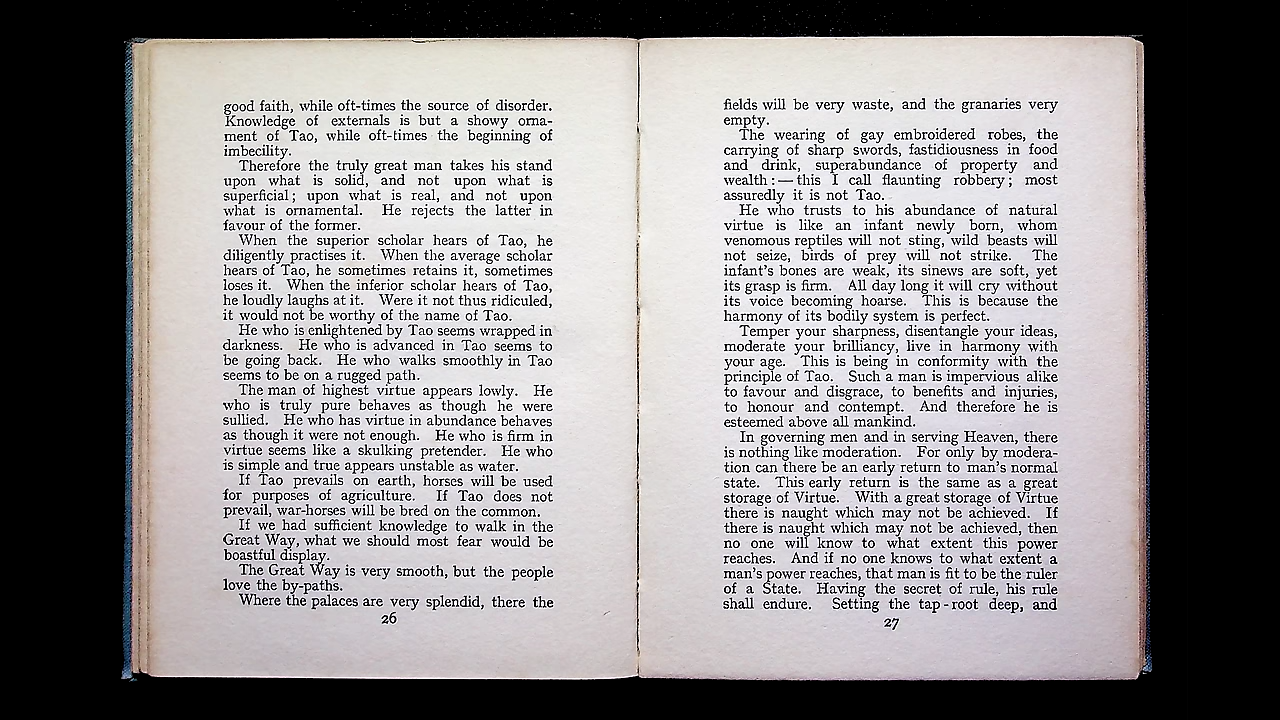 good faith, while oft-times the source of disorder.
Knowledge of externals is but a showy orna-
ment of Tao, while oft-times the beginning of
imbecility.
Therefore the truly great man takes his stand
upon what is solid, and not upon what is
superficial; upon what is real, and not upon
what is ornamental. He rejects the latter in
favour of the former.
When the superior scholar hears of Tao, he
diligently practises it. When the average scholar
hears of Tao, he sometimes retains it, sometimes
loses it. When the inferior scholar hears of Tao,
he loudly laughs at it. Were it not thus ridiculed,
it would not be worthy of the name of Tao.
He who is enlightened by Tao seems wrapped in
darkness. He who is advanced in Tao seems to
be going back. He who walks smoothly in Tao
seems to be on a rugged path.
The man of highest virtue appears lowly. He
who is truly pure behaves as though he were
sullied. He who has virtue in abundance behaves
as though it were not enough. He who is firm in
virtue seems like a skulking pretender. He who
is simple and true appears unstable as water.
If Tao prevails on earth, horses will be used
for purposes of agriculture. If Tao does not
prevail, war-horses will be bred on the common.
If we had sufficient knowledge to walk in the
Great Way, what we should most fear would be
boastful display.
The Great Way is very smooth, but the people
love the by-paths.
Where the palaces are very splendid, there the
26
fields will be very waste, and the granaries very
empty.
The wearing of gay embroidered robes, the
carrying of sharp swords, fastidiousness in food
and drink, superabundance of property and
wealth:—this I call flaunting robbery; most
assuredly it is not Tao.
He who trusts to his abundance of natural
virtue is like an infant newly born, whom
venomous reptiles will not sting, wild beasts will
not seize, birds of prey will not strike. The
infant's bones are weak, its sinews are soft, yet
its grasp is firm. All day long it will cry without
its voice becoming hoarse. This is because the
harmony of its bodily system is perfect.
Temper your sharpness, disentangle your ideas,
moderate your brilliancy, live in harmony with
your age. This is being in conformity with the
principle of Tao. Such a man is impervious alike
to favour and disgrace, to benefits and injuries,
to honour and contempt. And therefore he is
esteemed above all mankind.
In governing men and in serving Heaven, there
is nothing like moderation. For only by modera-
tion can there be an early return to man's normal
state. This early return is the same as a great
storage of Virtue. With a great storage of Virtue
there is naught which may not be achieved. If
there is naught which may not be achieved, then
no one will know to what extent this power
reaches. And if no one knows to what extent a
man's power reaches, that man is fit to be the ruler
of a State. Having the secret of rule, his rule
shall endure. Setting the tap-root deep, and
27